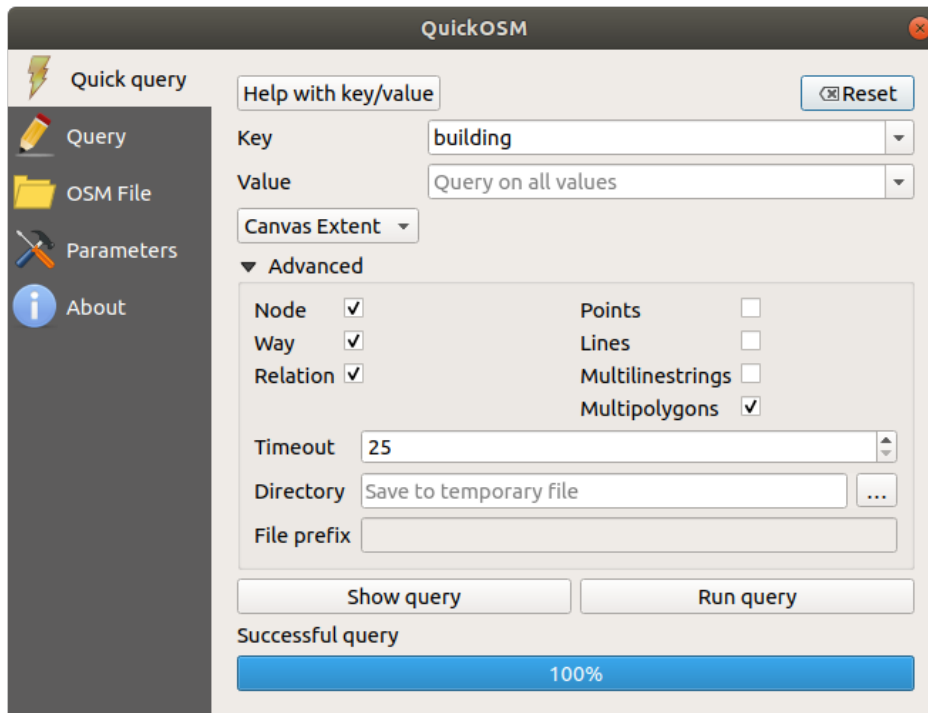 QuickOSM
Quick query
Query
OSM File
Parameters
About
Help with key/value
Reset
Key building
Value Query on all values
Canvas Extent
Advanced
Node Points
Way Lines
Relation Multilinestrings
Multipolygons
Timeout 25
Directory Save to temporary file ...
File prefix
Show query Run query
Successful query
100%